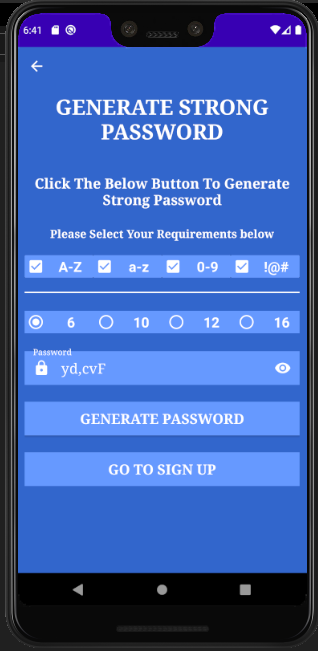 6:41
GENERATE STRONG
PASSWORD
Click The Below Button To Generate
Strong Password
Please Select Your Requirements below
A-Z a-z 0-9 !@#
6 10 12 16
Password
yd,cvF
GENERATE PASSWORD
GO TO SIGN UP